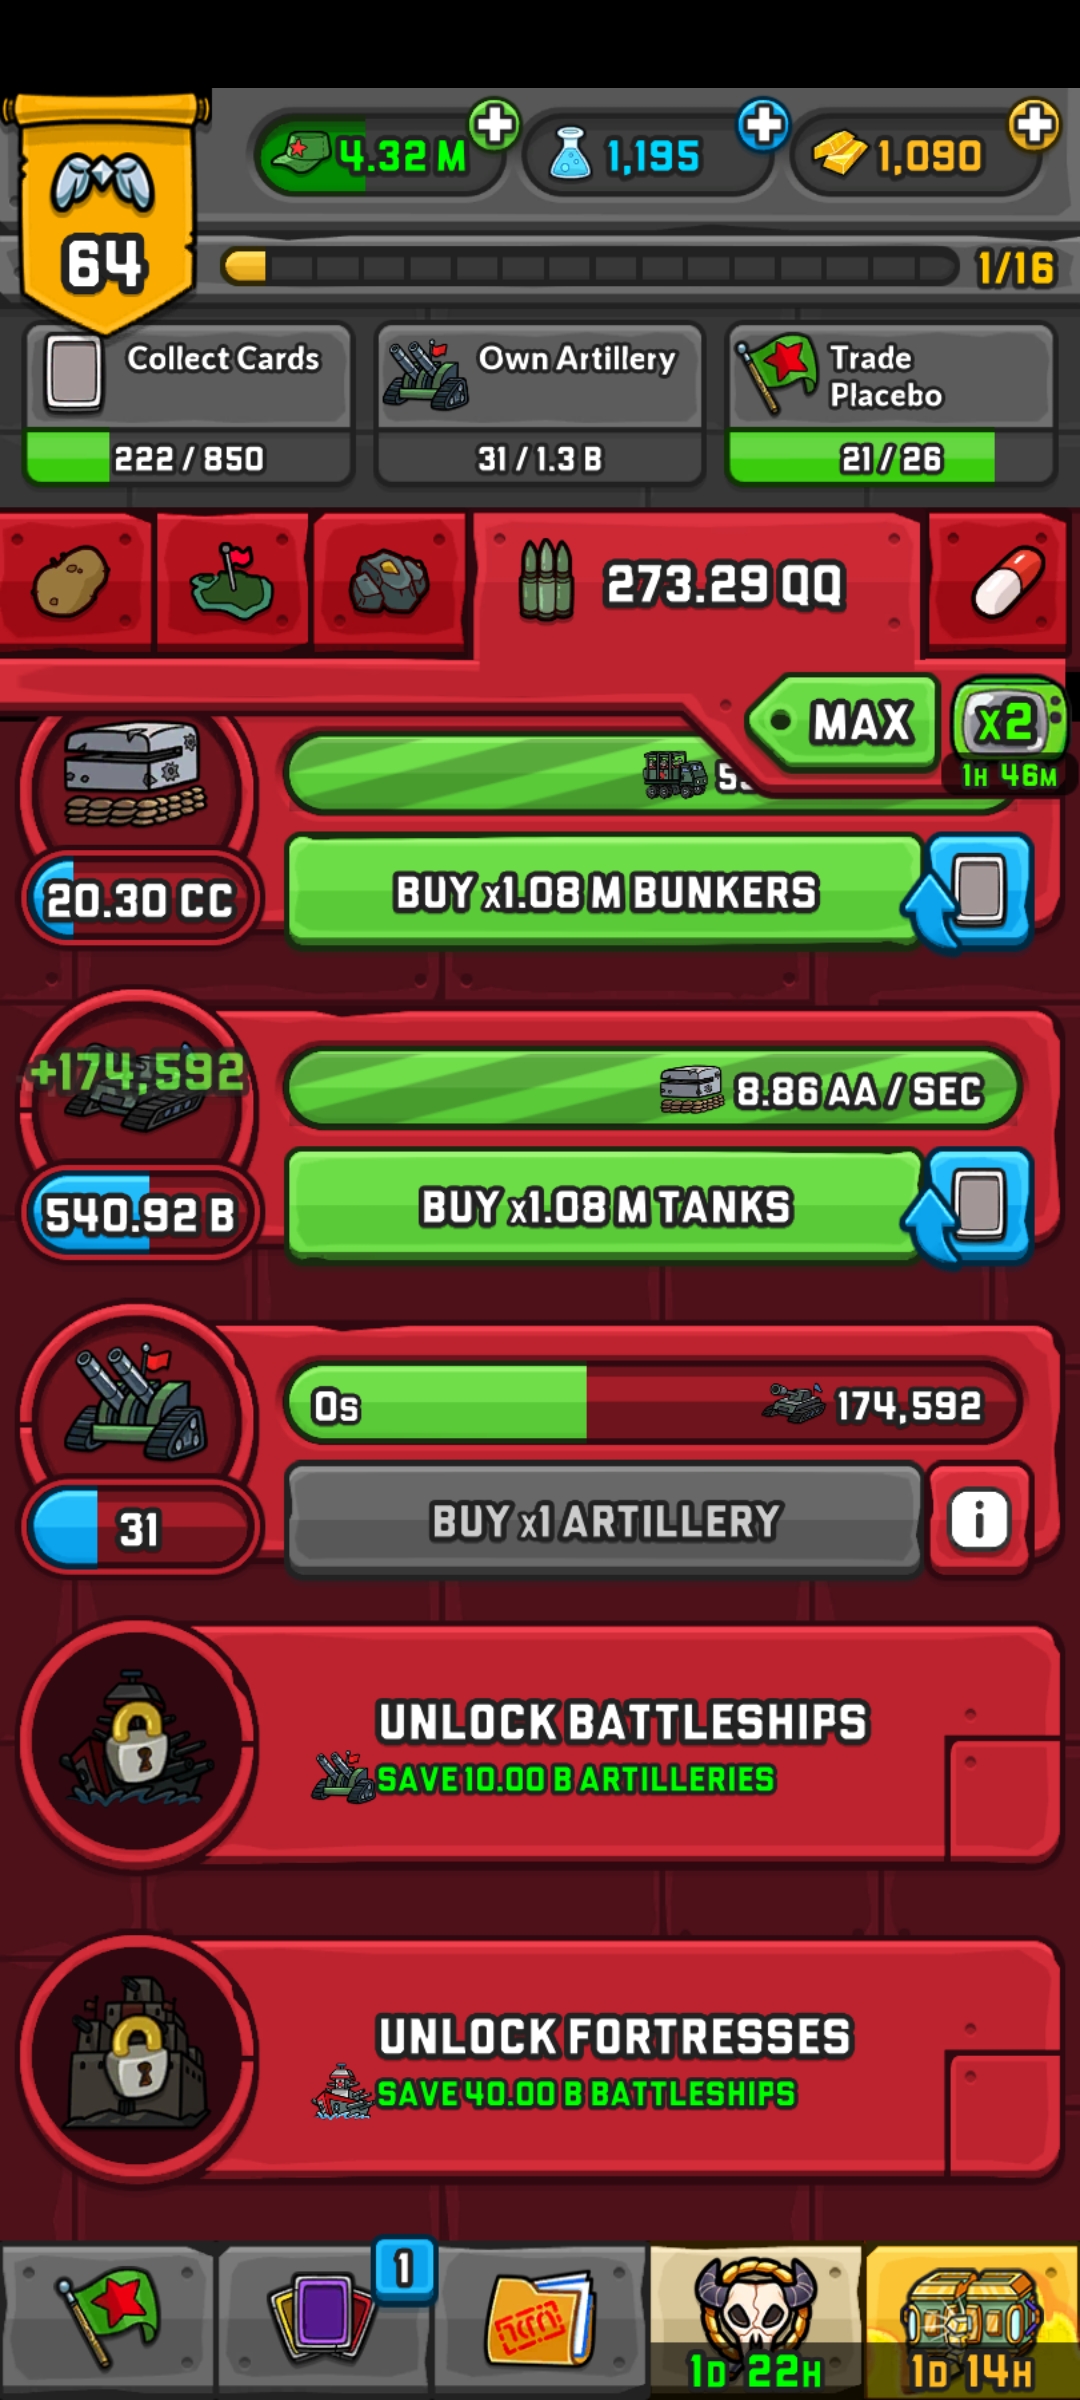 4.32 M
1,195
1,090
64
1/16
Collect Cards
222 / 850
Own Artillery
31 / 1.3 B
Trade
Placebo
21 / 26
273.29 QQ
MAX
X2
1H 46M
20.30 CC
BUY x1.08 M BUNKERS
+174,592
8.86 AA / SEC
540.92 B
BUY x1.08 M TANKS
0s
174,592
31
BUY x1 ARTILLERY
i
UNLOCK BATTLESHIPS
SAVE 10.00 B ARTILLERIES
UNLOCK FORTRESSES
SAVE 40.00 B BATTLESHIPS
1
1D 22H
1D 14H